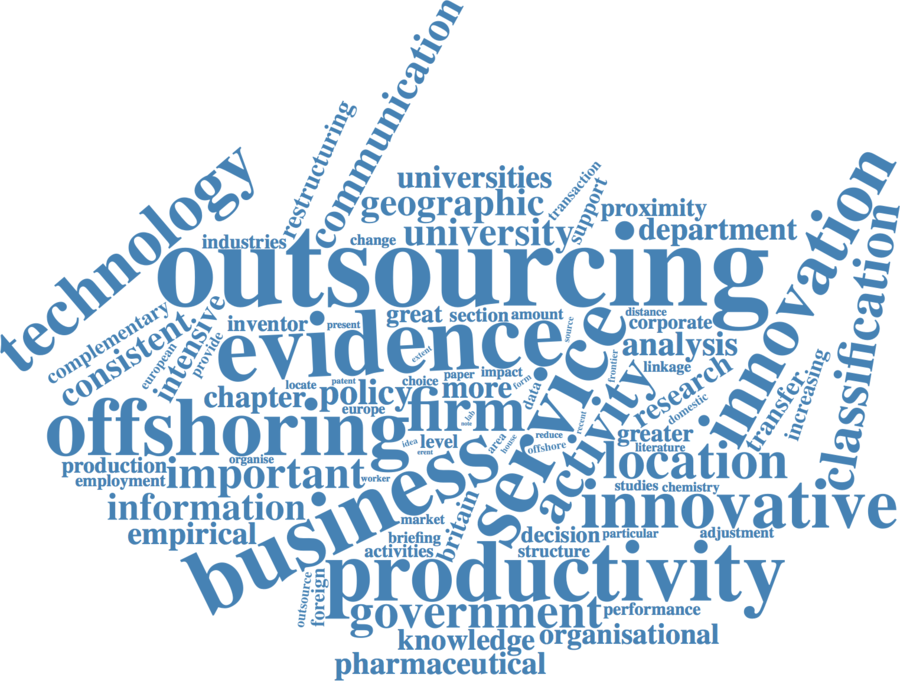 communication
restructuring
technology
universities
transaction
geographic
support
proximity
innovation
university
department
industries
change
classification
outsourcing
complementary
consistent
european
intensive
provide
inventor
present
great
section
amount
source
distance
corporate
evidence
extent
service
frontier
analysis
linkage
locate
patent
choice
paper
impact
form
data
chapter
policy
more
europe
research
domestic
transfer
increasing
offshoring
firm
lab
note
recent
activity
idea
level
erent
area
house
reduce
offshore
greater
literature
location
production
organise
employment
important
worker
studies
chemistry
information
business
innovative
market
britain
empirical
briefing
activities
decision
particular
adjustment
structure
outsource
foreign
productivity
government
performance
knowledge
organisational
pharmaceutical